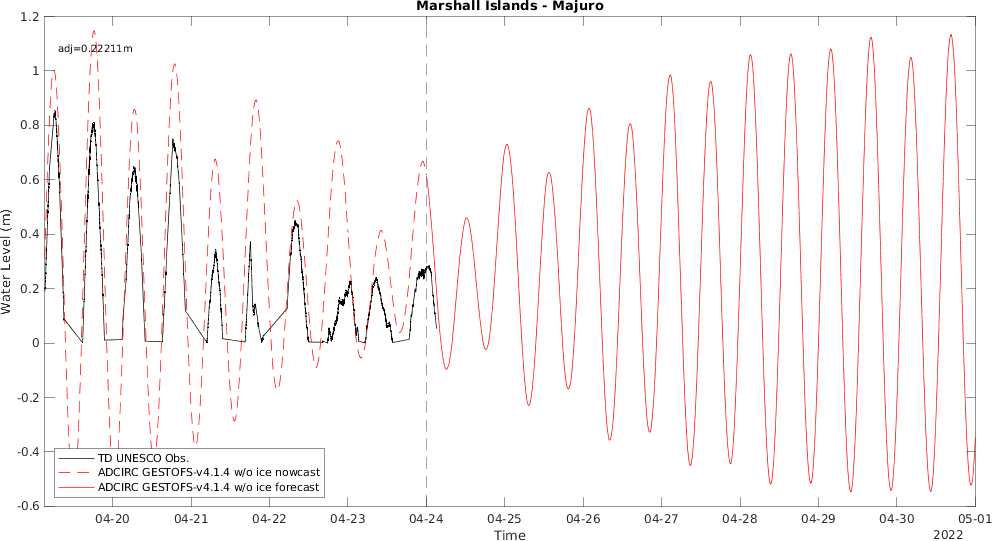 Marshall Islands - Majuro
adj=0.22211m
Water Level (m)
1.2
1
0.8
0.6
0.4
0.2
0
-0.2
-0.4
-0.6
TD UNESCO Obs.
ADCIRC GESTOFS-v4.1.4 w/o ice nowcast
ADCIRC GESTOFS-v4.1.4 w/o ice forecast
04-20 04-21 04-22 04-23 04-24 04-25 04-26 04-27 04-28 04-29 04-30 05-01
Time
2022